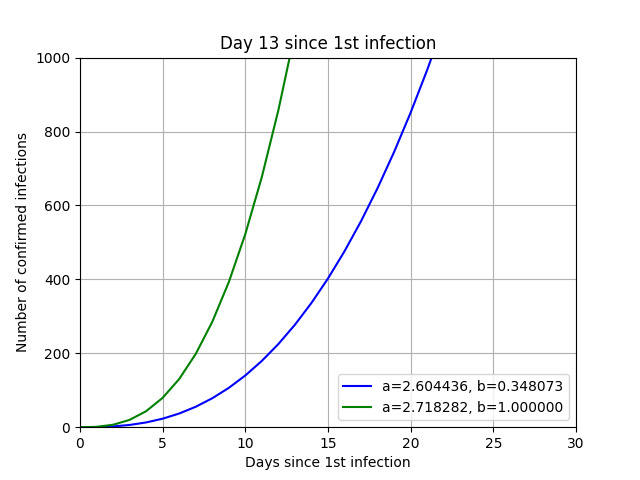 Day 13 since 1st infection
Number of confirmed infections
1000
800
600
400
200
0
0 5 10 15 20 25 30
Days since 1st infection
a=2.604436, b=0.348073
a=2.718282, b=1.000000